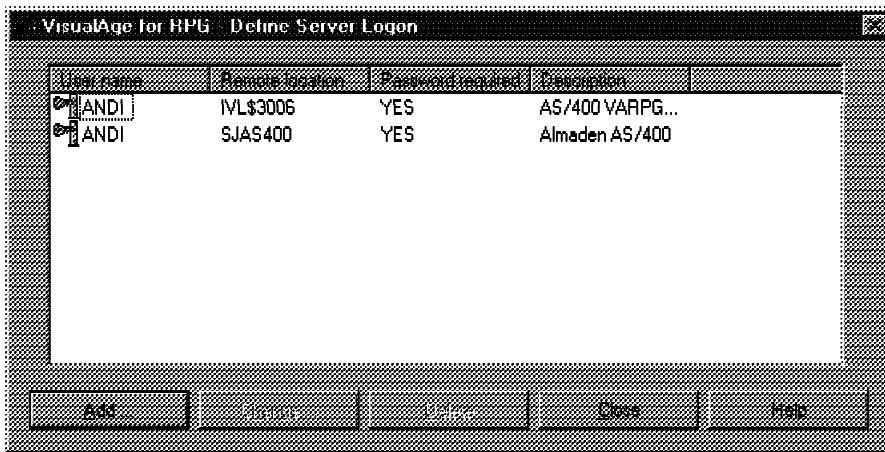 VisualAge for RPG - Define Server Logon
User name Remote location Password required Description
ANDI IVL$3006 YES AS/400 VARPG...
ANDI SJAS400 YES Almaden AS/400
Add... Change... Delete Close Help